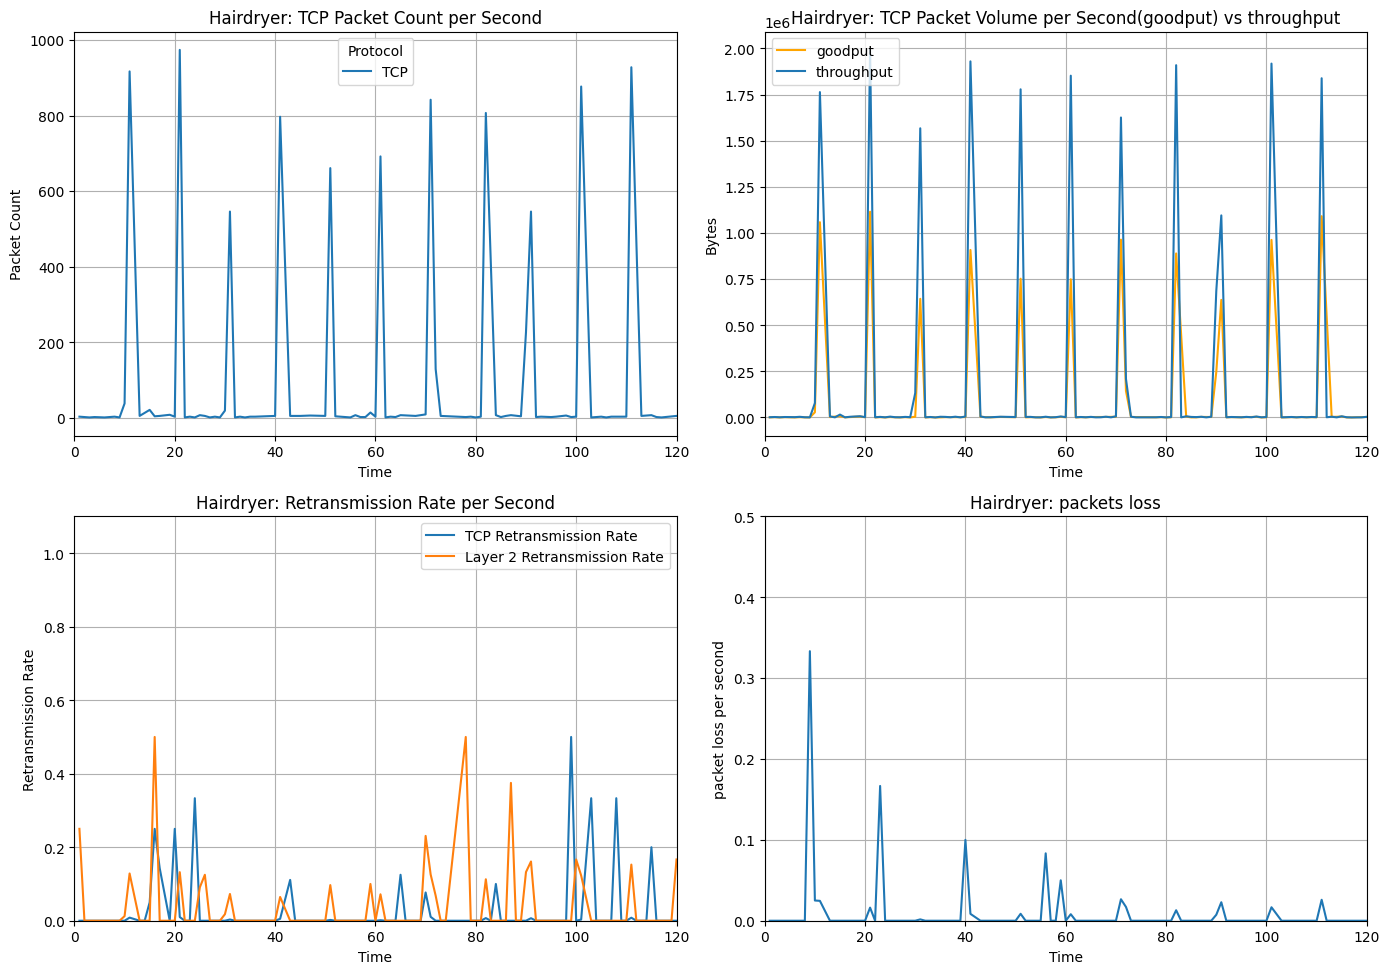 Hairdryer: TCP Packet Count per Second
Protocol
TCP
1000
800
600
400
200
0
Packet Count
0 20 40 60 80 100 120
Time
Hairdryer: TCP Packet Volume per Second(goodput) vs throughput
1e6
goodput
throughput
2.00
1.75
1.50
1.25
1.00
0.75
0.50
0.25
0.00
Bytes
0 20 40 60 80 100 120
Time
Hairdryer: Retransmission Rate per Second
TCP Retransmission Rate
Layer 2 Retransmission Rate
1.0
0.8
0.6
0.4
0.2
0.0
Retransmission Rate
0 20 40 60 80 100 120
Time
Hairdryer: packets loss
0.5
0.4
0.3
0.2
0.1
0.0
packet loss per second
0 20 40 60 80 100 120
Time